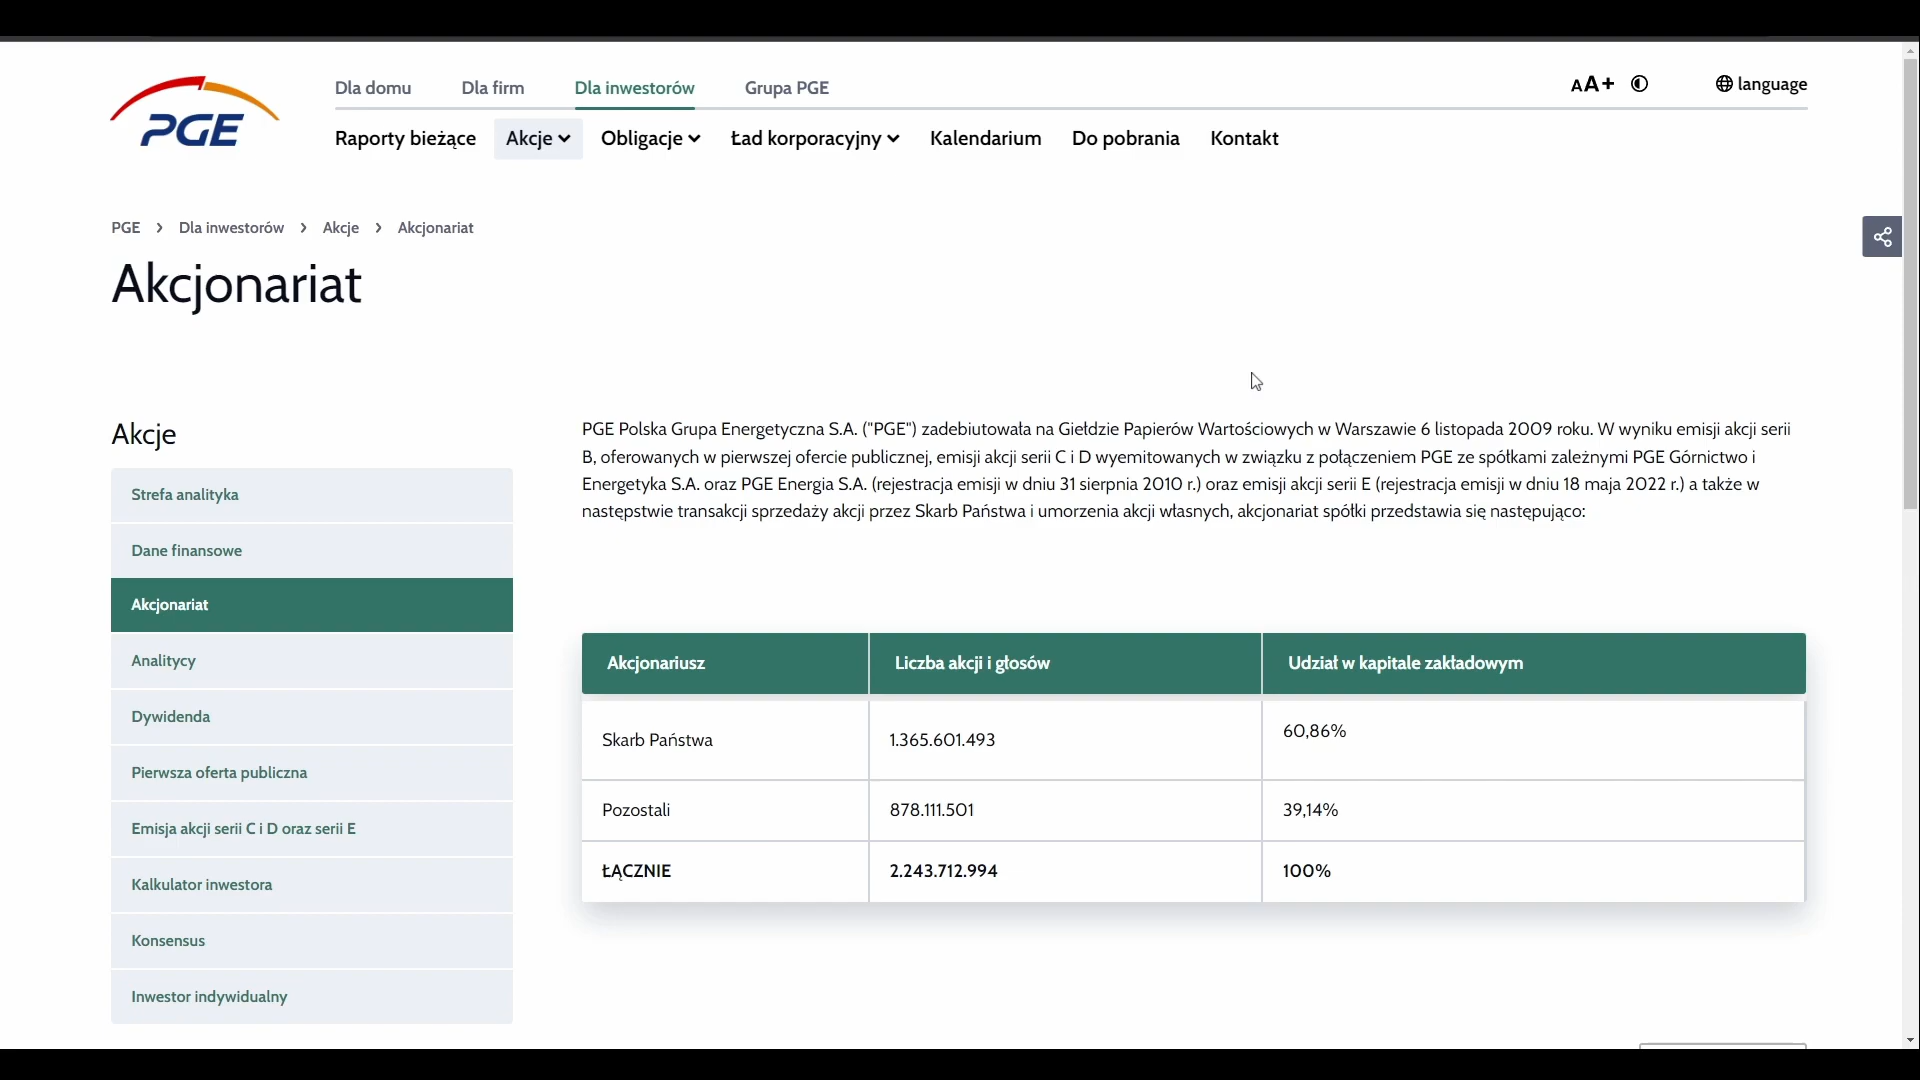 PGE
Dla domu
Dla firm
Dla inwestorów
Grupa PGE
AA+
language
Raporty bieżące
Akcje
Obligacje
Ład korporacyjny
Kalendarium
Do pobrania
Kontakt
PGE > Dla inwestorów > Akcje > Akcjonariat
Akcjonariat
Akcje
Strefa analityka
Dane finansowe
Akcjonariat
Analitycy
Dywidenda
Pierwsza oferta publiczna
Emisja akcji serii C i D oraz serii E
Kalkulator inwestora
Konsensus
Inwestor indywidualny
PGE Polska Grupa Energetyczna S.A. ("PGE") zadebiutowała na Giełdzie Papierów Wartościowych w Warszawie 6 listopada 2009 roku. W wyniku emisji akcji serii
B, oferowanych w pierwszej ofercie publicznej, emisji akcji serii C i D wyemitowanych w związku z połączeniem PGE ze spółkami zależnymi PGE Górnictwo i
Energetyka S.A. oraz PGE Energia S.A. (rejestracja emisji w dniu 31 sierpnia 2010 r.) oraz emisji akcji serii E (rejestracja emisji w dniu 18 maja 2022 r.) a także w
następstwie transakcji sprzedaży akcji przez Skarb Państwa i umorzenia akcji własnych, akcjonariat spółki przedstawia się następująco:
Akcjonariusz Liczba akcji i głosów Udział w kapitale zakładowym
Skarb Państwa 1.365.601.493 60,86%
Pozostali 878.111.501 39,14%
ŁĄCZNIE 2.243.712.994 100%